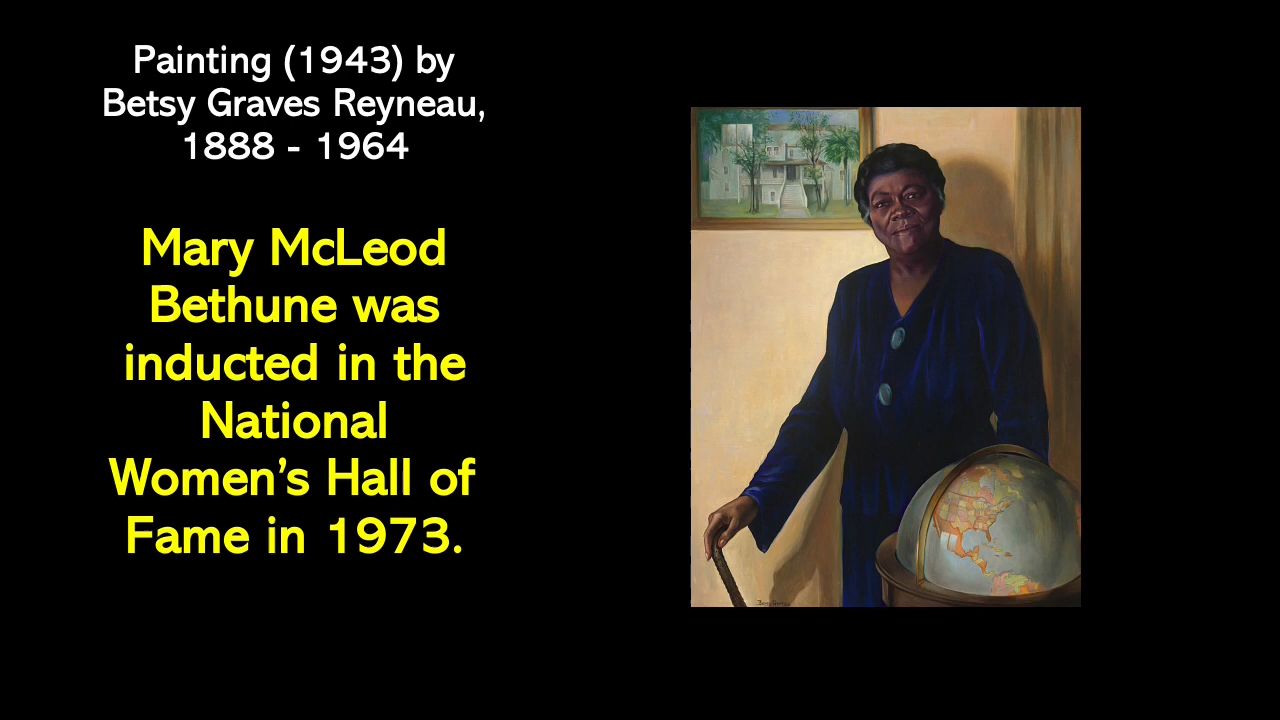 Painting (1943) by
Betsy Graves Reyneau,
1888 - 1964
Mary McLeod
Bethune was
inducted in the
National
Women’s Hall of
Fame in 1973.